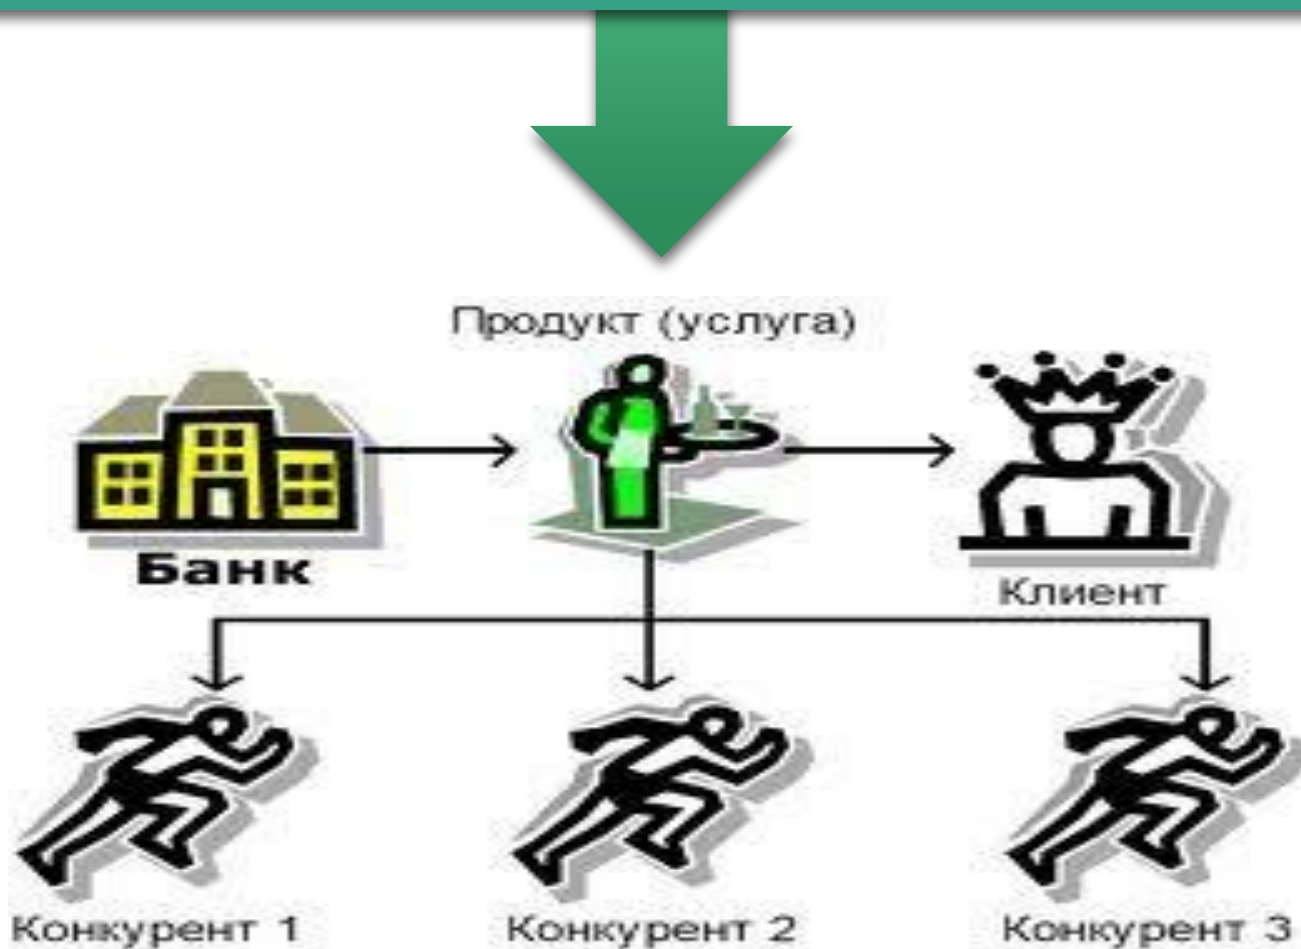 Продукт (услуга)
Банк
Клиент
Конкурент 1
Конкурент 2
Конкурент 3